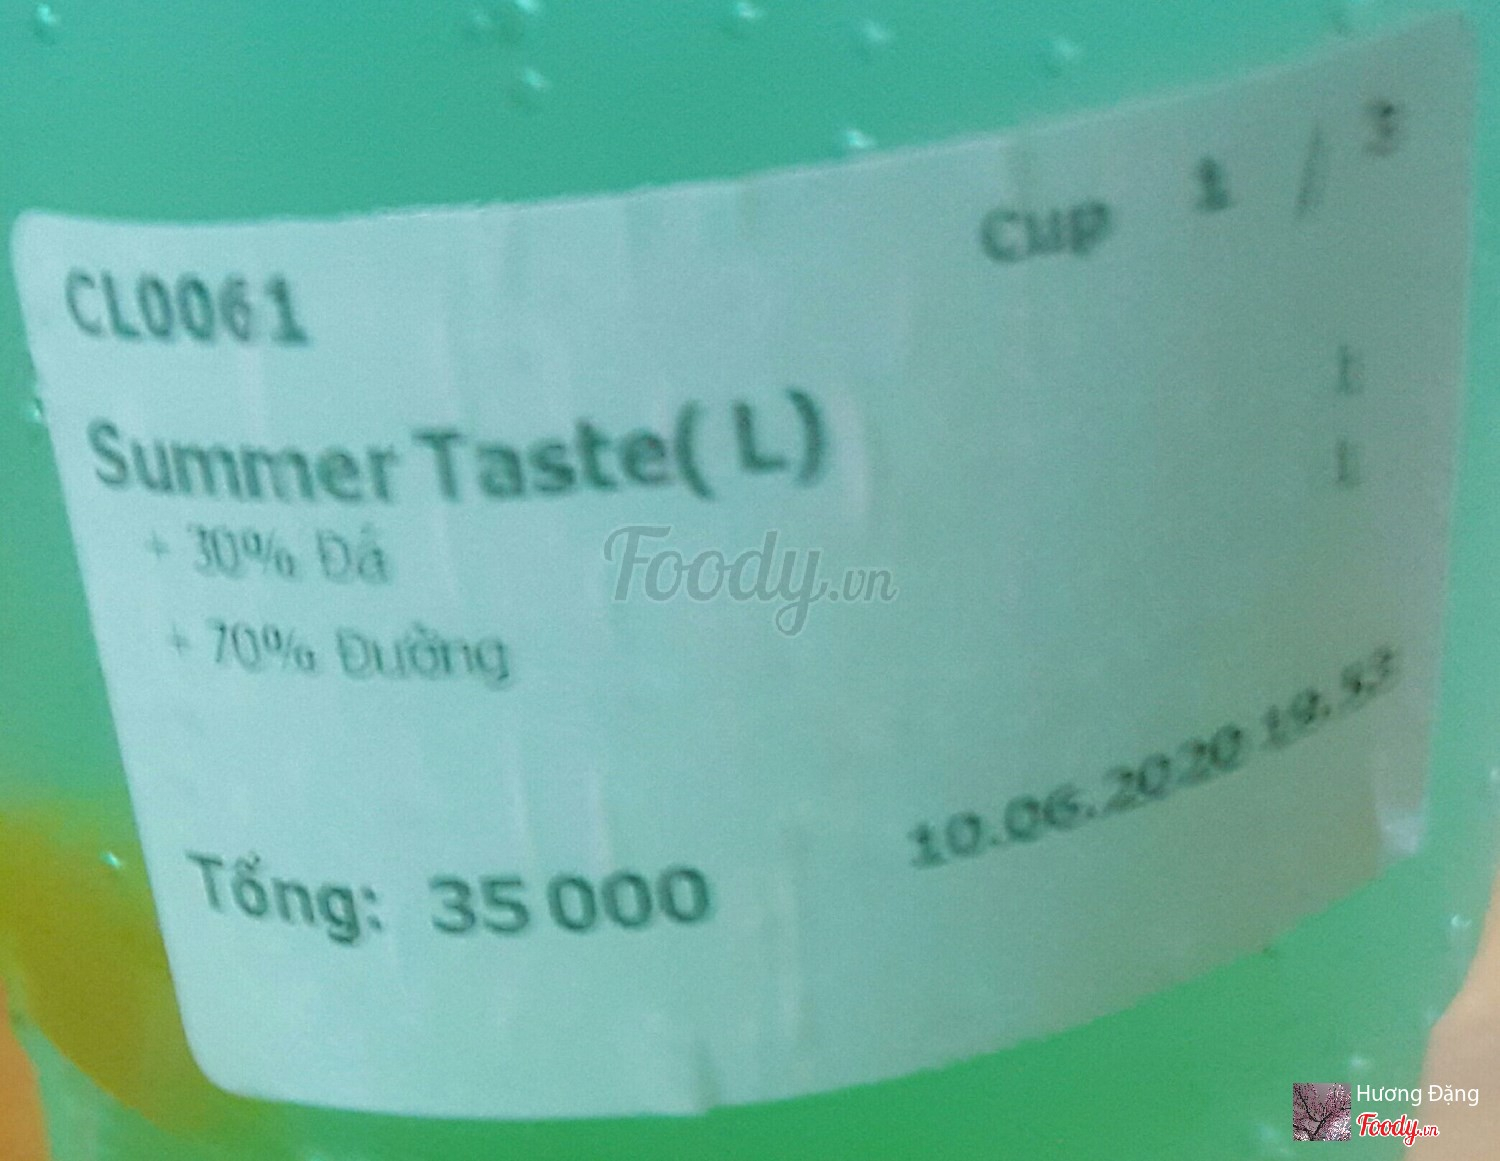 CL0061 Cup 1 / 3
Summer Taste( L)
+ 30% Đá
+ 70% Đường
Foody.vn
10.06.2020 19.53
Tổng: 35 000
Hương Đặng
Foody.vn